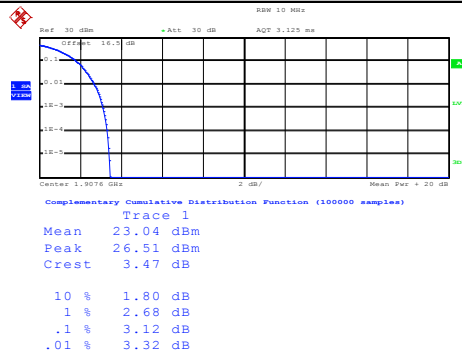 RBW 10 MHz
Ref 30 dBm Att 30 dB AQT 3.125 ms
Offset 16.5 dB
0.1
0.01
1E-3
1E-4
1E-5
1 SA
VIEW
A
LV
3D
Center 1.9076 GHz 2 dB/ Mean Pwr + 20 dB
Complementary Cumulative Distribution Function (100000 samples)
Trace 1
Mean 23.04 dBm
Peak 26.51 dBm
Crest 3.47 dB
10 % 1.80 dB
1 % 2.68 dB
.1 % 3.12 dB
.01 % 3.32 dB